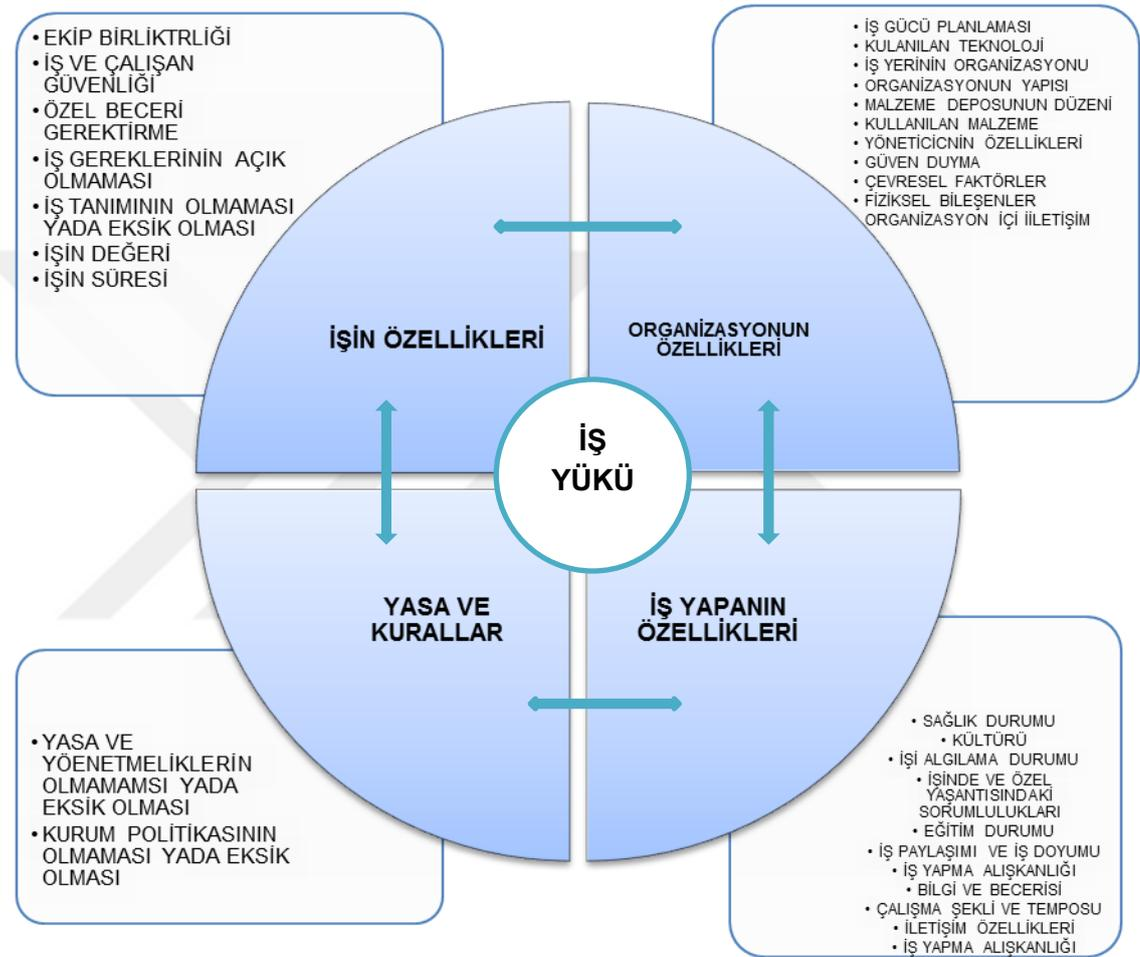 • EKİP BİRLİKTRLİĞİ
• İŞ VE ÇALIŞAN
GÜVENLİĞİ
• ÖZEL BECERİ
GEREKTİRME
• İŞ GEREKLERİNİN AÇIK
OLMAMASI
• İŞ TANIMININ OLMAMASI
YADA EKSİK OLMASI
• İŞİN DEĞERİ
• İŞİN SÜRESİ
• İŞ GÜCÜ PLANLAMASI
• KULANILAN TEKNOLOJİ
• İŞ YERİNİN ORGANİZASYONU
• ORGANİZASYONUN YAPISI
• MALZEME DEPOSUNUN DÜZENİ
• KULLANILAN MALZEME
• YÖNETİCİCNİN ÖZELLİKLERİ
• GÜVEN DUYMA
• ÇEVRESEL FAKTÖRLER
• FİZİKSEL BİLEŞENLER
ORGANİZASYON İÇİ İİLETİŞİM
İŞİN ÖZELLİKLERİ
ORGANİZASYONUN
ÖZELLİKLERİ
İŞ
YÜKÜ
YASA VE
KURALLAR
İŞ YAPANIN
ÖZELLİKLERİ
• YASA VE
YÖENETMELİKLERİN
OLMAMAMSI YADA
EKSİK OLMASI
• KURUM POLİTİKASININ
OLMAMASI YADA EKSİK
OLMASI
• SAĞLIK DURUMU
• KÜLTÜRÜ
• İŞİ ALGILAMA DURUMU
• İŞİNDE VE ÖZEL
YAŞANTISINDAKİ
SORUMLULUKLARI
• EĞİTİM DURUMU
• İŞ PAYLAŞIMI VE İŞ DOYUMU
• İŞ YAPMA ALIŞKANLIĞI
• BİLGİ VE BECERİSİ
• ÇALIŞMA ŞEKLİ VE TEMPOSU
• İLETİŞİM ÖZELLİKLERİ
• İŞ YAPMA ALIŞKANLIĞI